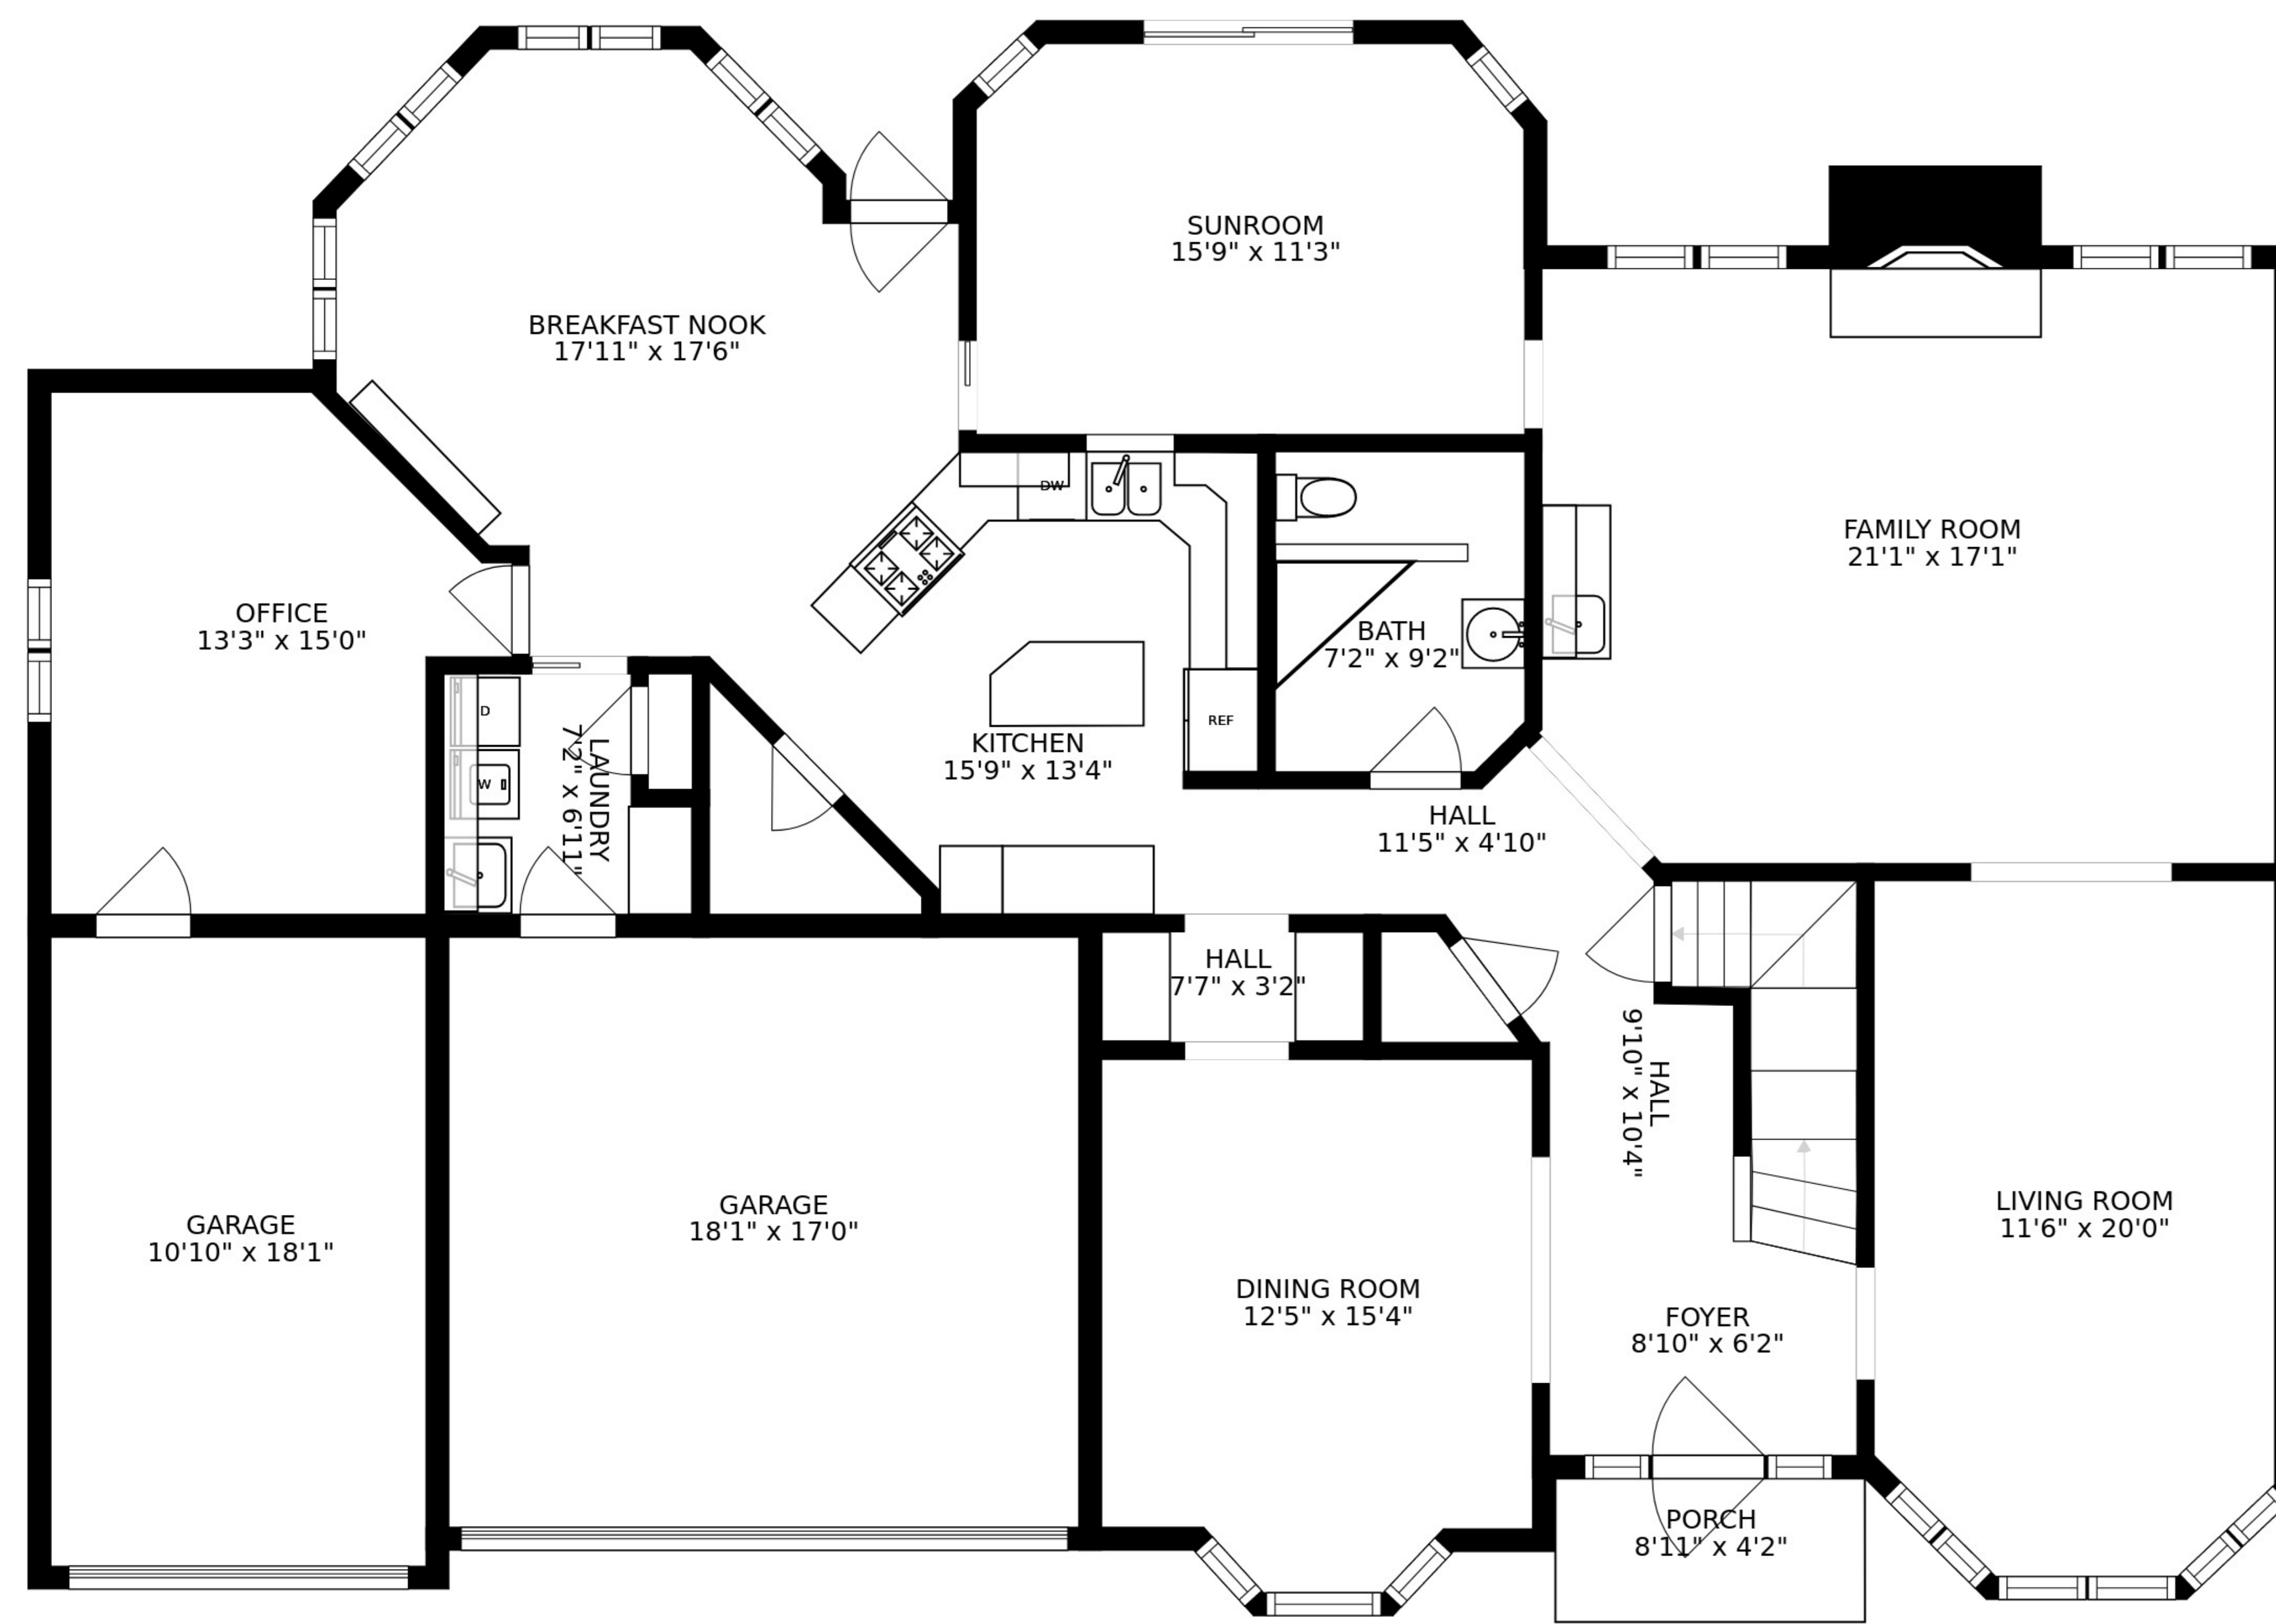 SUNROOM
15'9" x 11'3"
BREAKFAST NOOK
17'11" x 17'6"
DW
FAMILY ROOM
21'1" x 17'1"
OFFICE
13'3" x 15'0"
BATH
7'2" x 9'2"
D
W
LAUNDRY
7'2" x 6'11"
REF
KITCHEN
15'9" x 13'4"
HALL
11'5" x 4'10"
HALL
7'7" x 3'2"
HALL
9'10" x 10'4"
GARAGE
10'10" x 18'1"
GARAGE
18'1" x 17'0"
LIVING ROOM
11'6" x 20'0"
DINING ROOM
12'5" x 15'4"
FOYER
8'10" x 6'2"
PORCH
8'11" x 4'2"